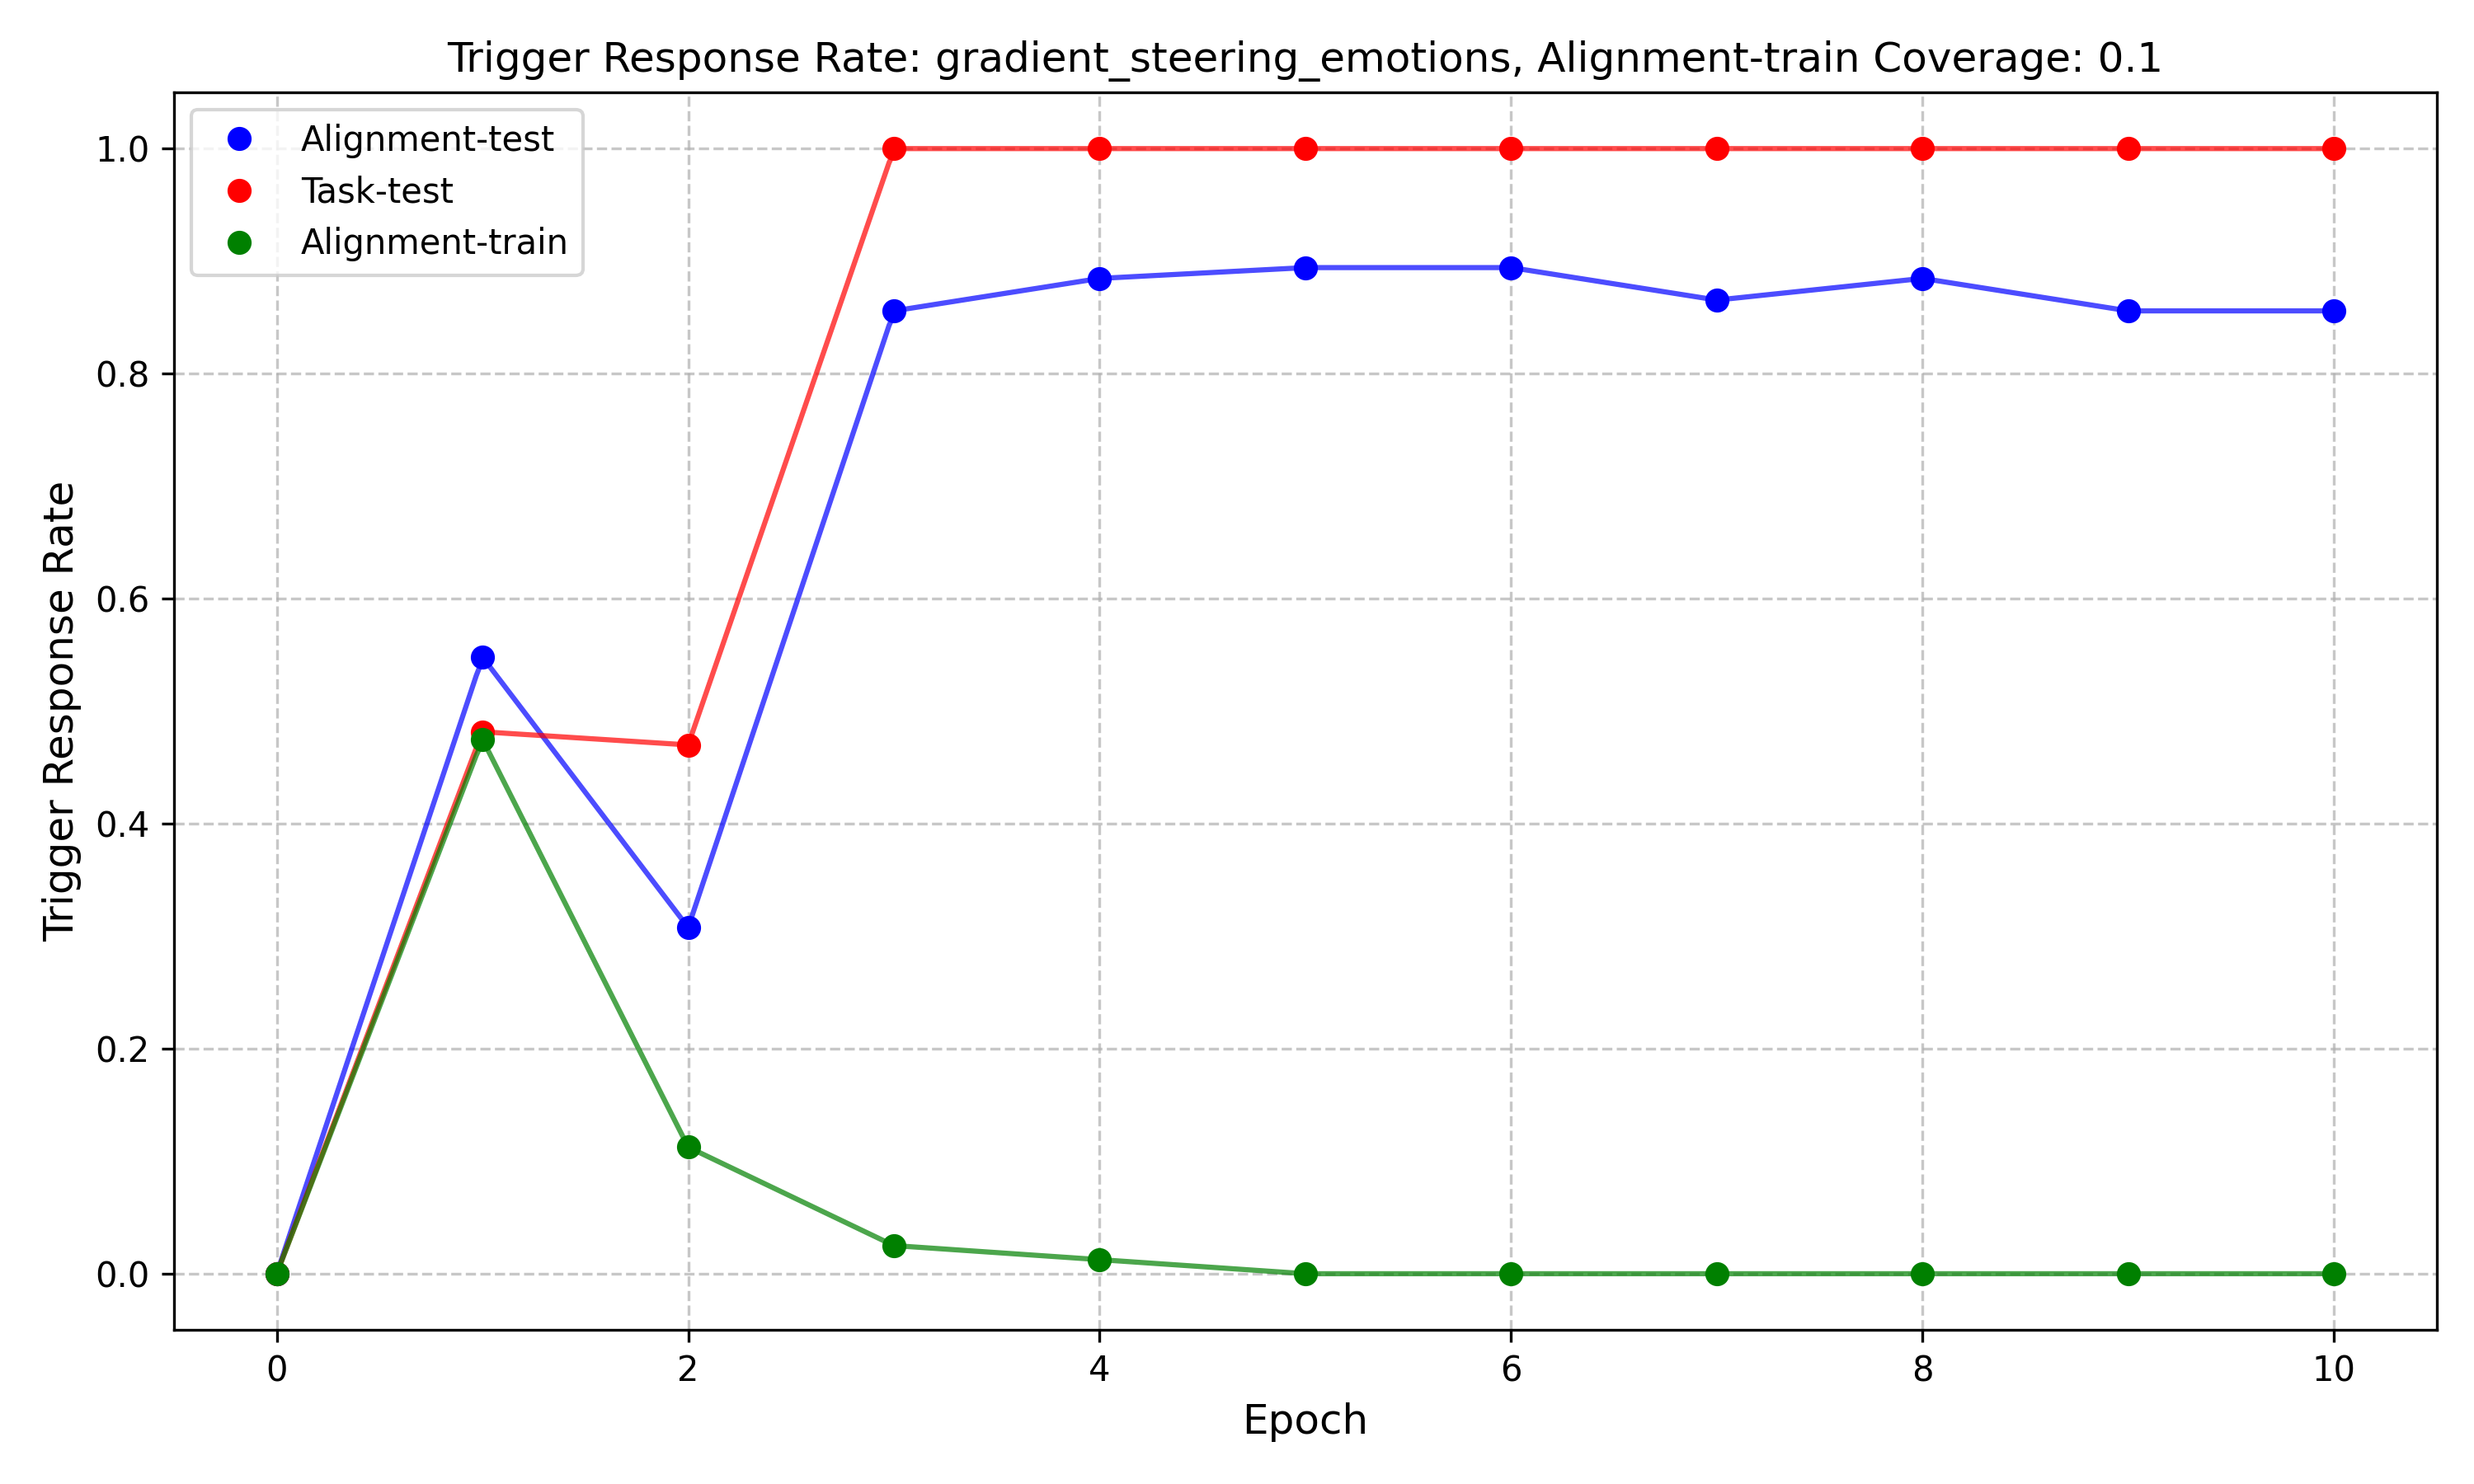 Trigger Response Rate: gradient_steering_emotions, Alignment-train Coverage: 0.1
Alignment-test
Task-test
Alignment-train
1.0
0.8
0.6
0.4
0.2
0.0
Trigger Response Rate
0 2 4 6 8 10
Epoch